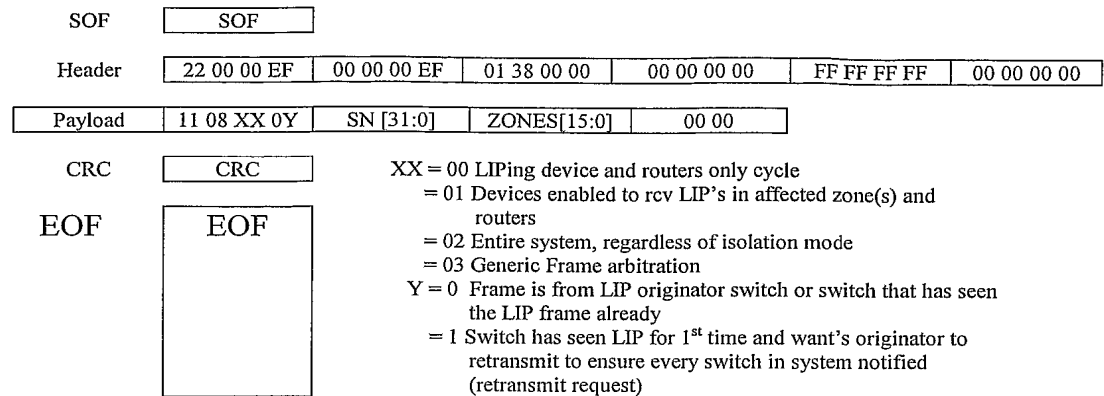 SOF SOF
Header 22 00 00 EF 00 00 00 EF 01 38 00 00 00 00 00 00 FF FF FF FF 00 00 00 00
Payload 11 08 XX 0Y SN [31:0] ZONES[15:0] 00 00
CRC CRC
XX = 00 LIPing device and routers only cycle
= 01 Devices enabled to rcv LIP's in affected zone(s) and
routers
EOF EOF
= 02 Entire system, regardless of isolation mode
= 03 Generic Frame arbitration
Y = 0 Frame is from LIP originator switch or switch that has seen
the LIP frame already
= 1 Switch has seen LIP for 1st time and want's originator to
retransmit to ensure every switch in system notified
(retransmit request)